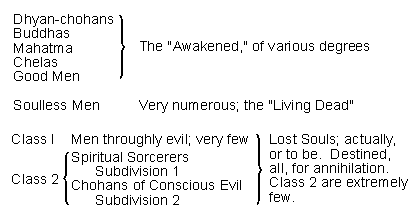 Dhyan-chohans
Buddhas
Mahatma
Chelas
Good Men
The "Awakened," of various degrees
Soulless Men Very numerous; the "Living Dead"
Class I Men throughly evil; very few
Class 2
Spiritual Sorcerers
Subdivision 1
Chohans of Conscious Evil
Subdivision 2
Lost Souls; actually,
or to be. Destined,
all, for annihilation.
Class 2 are extremely
few.